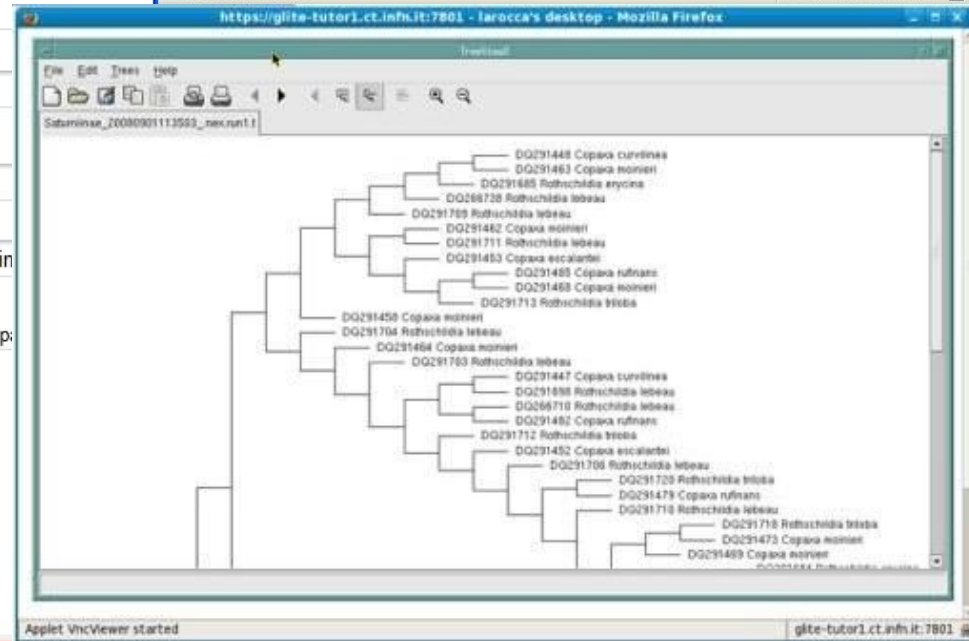 https://glite-tutor1.ct.infn.it:7801 - larocca's desktop - Mozilla Firefox
TreeView
File Edit Trees Help
DQ291448 Copaxa curvilinea
DQ291463 Copaxa moinieri
DQ291685 Rothschildia erycina
DQ266738 Rothschildia lebeau
DQ291709 Rothschildia lebeau
DQ291462 Copaxa moinieri
DQ291711 Rothschildia lebeau
DQ291453 Copaxa escalantei
DQ291485 Copaxa rufinans
DQ291468 Copaxa moinieri
DQ291713 Rothschildia triloba
DQ291458 Copaxa moinieri
DQ291704 Rothschildia lebeau
DQ291464 Copaxa moinieri
DQ291703 Rothschildia lebeau
DQ291447 Copaxa curvilinea
DQ291698 Rothschildia lebeau
DQ266710 Rothschildia lebeau
DQ291482 Copaxa rufinans
DQ291712 Rothschildia triloba
DQ291452 Copaxa escalantei
DQ291708 Rothschildia lebeau
DQ291720 Rothschildia triloba
DQ291479 Copaxa rufinans
DQ291710 Rothschildia lebeau
DQ291718 Rothschildia triloba
DQ291473 Copaxa moinieri
DQ291469 Copaxa moinieri
Applet VncViewer started
glite-tutor1.ct.infn.it:7801